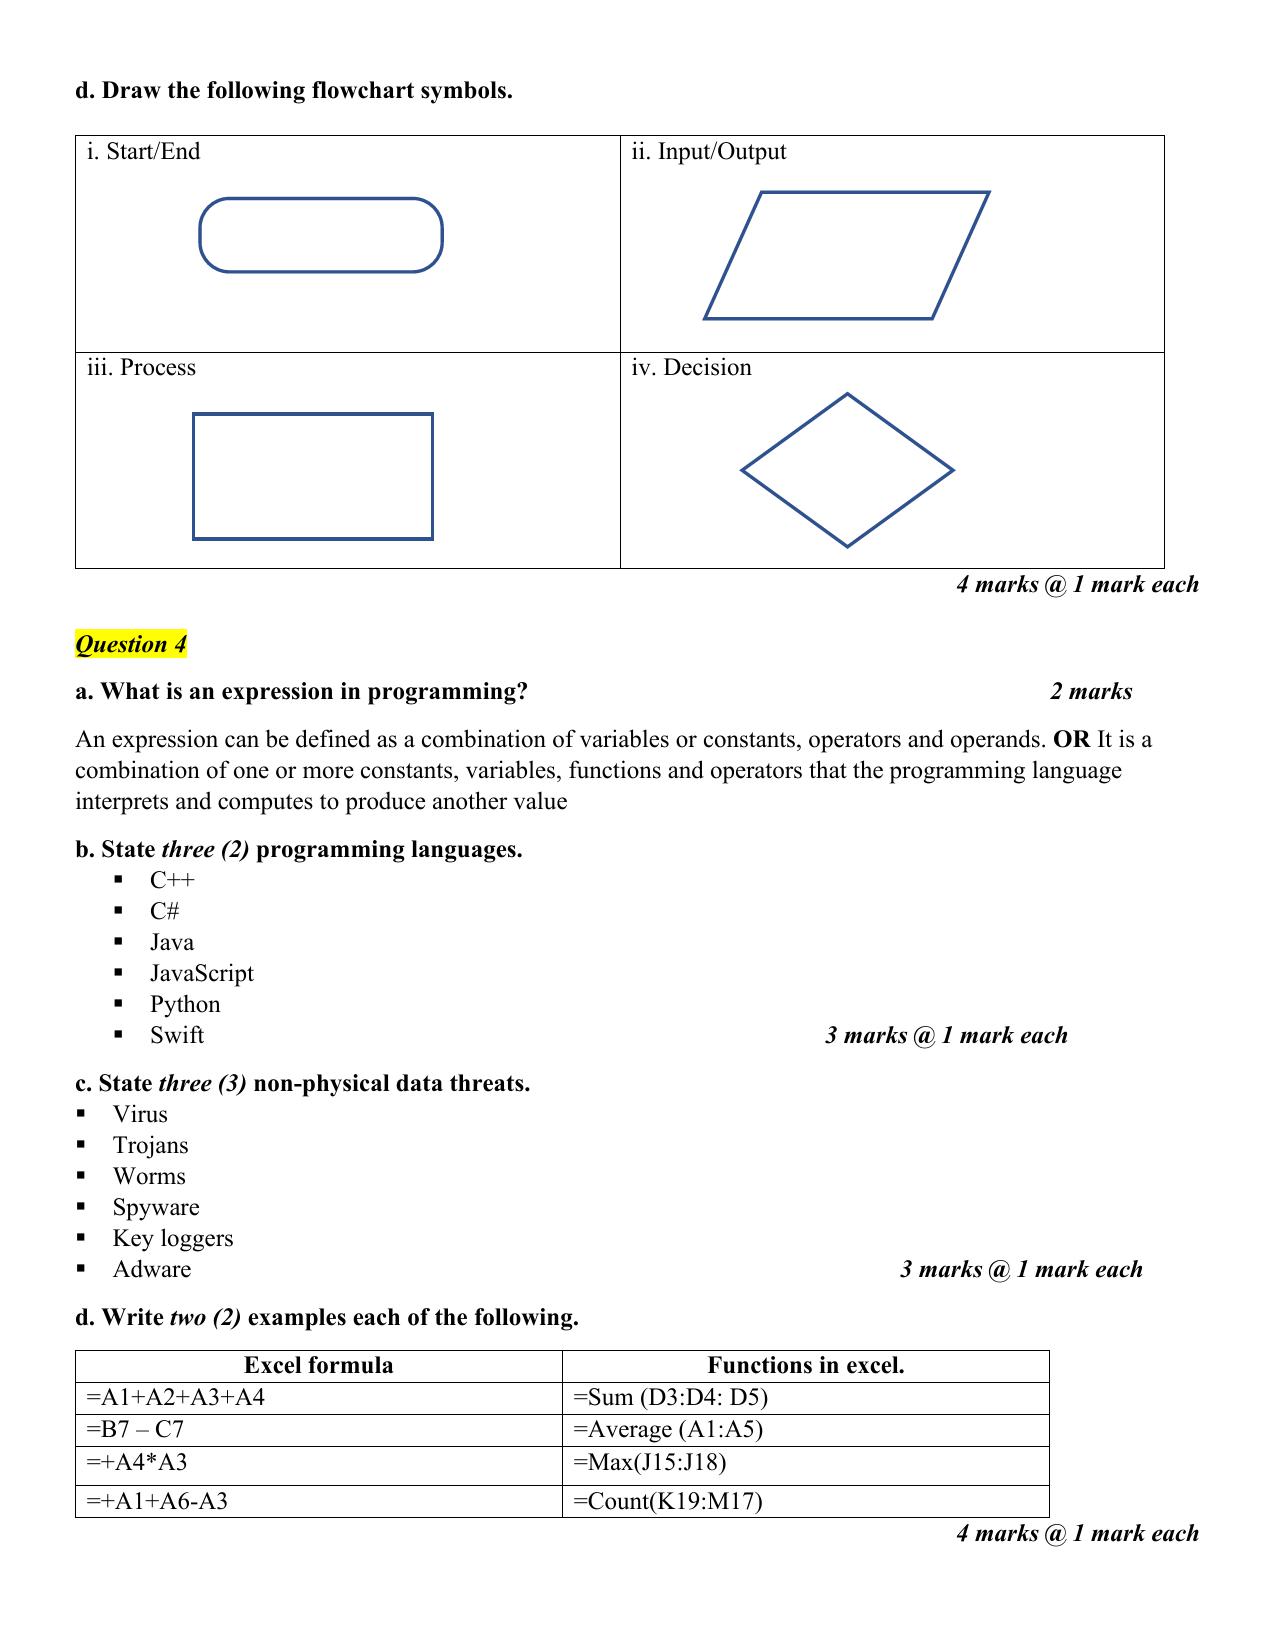 d. Draw the following flowchart symbols.
i. Start/End
ii. Input/Output
iii. Process
iv. Decision
4 marks @ 1 mark each
Question 4
a. What is an expression in programming? 2 marks
An expression can be defined as a combination of variables or constants, operators and operands. OR It is a
combination of one or more constants, variables, functions and operators that the programming language
interprets and computes to produce another value
b. State three (2) programming languages.
▪ C++
▪ C#
▪ Java
▪ JavaScript
▪ Python
▪ Swift 3 marks @ 1 mark each
c. State three (3) non-physical data threats.
▪ Virus
▪ Trojans
▪ Worms
▪ Spyware
▪ Key loggers
▪ Adware 3 marks @ 1 mark each
d. Write two (2) examples each of the following.
Excel formula Functions in excel.
=A1+A2+A3+A4 =Sum (D3:D4: D5)
=B7 – C7 =Average (A1:A5)
=+A4*A3 =Max(J15:J18)
=+A1+A6-A3 =Count(K19:M17)
4 marks @ 1 mark each